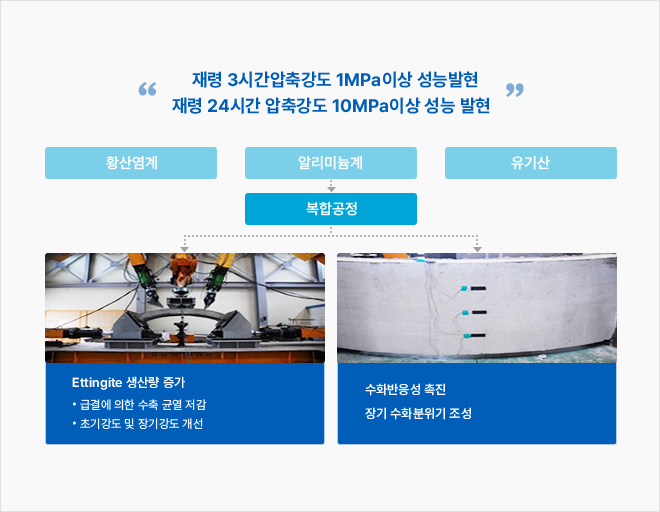 “ 재령 3시간압축강도 1MPa이상 성능발현 ”
재령 24시간 압축강도 10MPa이상 성능 발현
황산염계
알리미늄계
유기산
복합공정
Ettingite 생산량 증가
• 급결에 의한 수축 균열 저감
• 초기강도 및 장기강도 개선
수화반응성 촉진
장기 수화분위기 조성